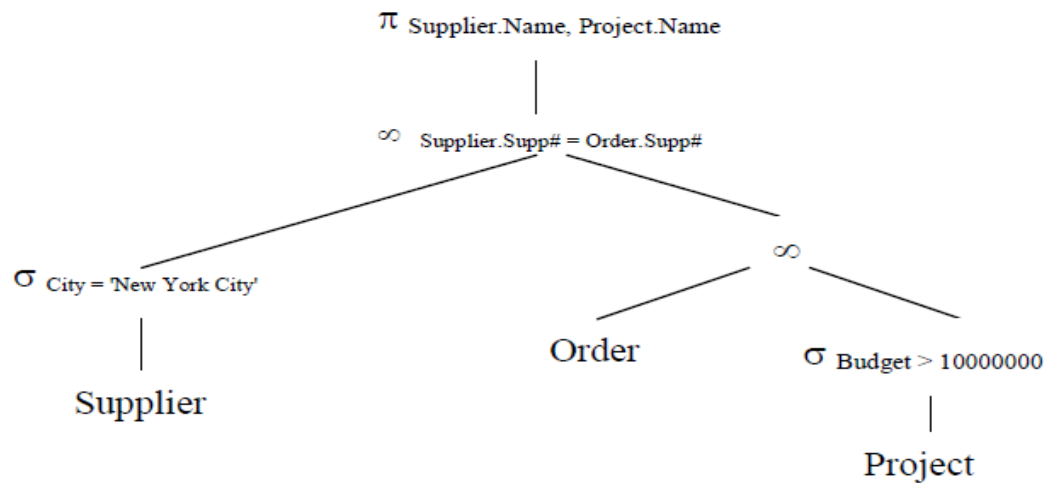 π Supplier.Name, Project.Name
∞ Supplier.Supp# = Order.Supp#
∞
σ City = 'New York City'
Order
σ Budget > 10000000
Supplier
Project